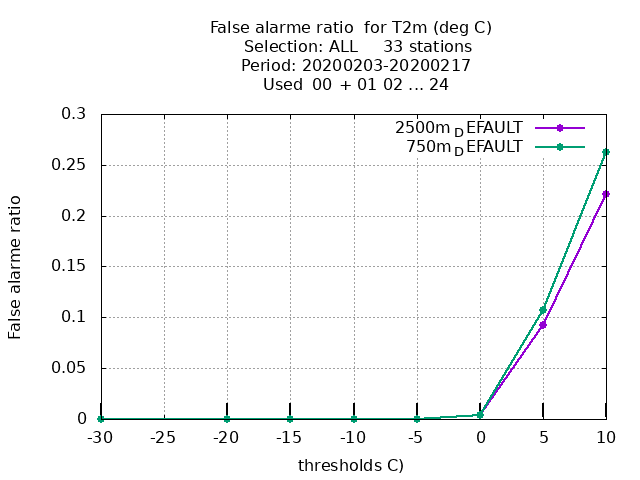 False alarme ratio  for T2m (deg C)
Selection: ALL     33 stations
Period: 20200203-20200217
Used  00 + 01 02 ... 24
2500m_DEFAULT
750m_DEFAULT
False alarme ratio
0.3
0.25
0.2
0.15
0.1
0.05
0
-30 -25 -20 -15 -10 -5 0 5 10
thresholds C)